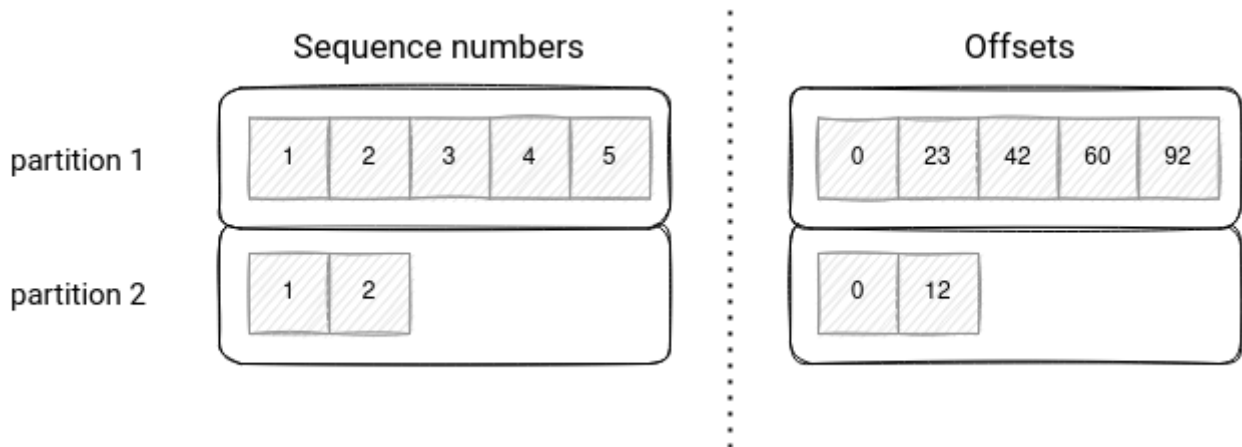 Sequence numbers Offsets
partition 1 1 2 3 4 5 0 23 42 60 92
partition 2 1 2 0 12